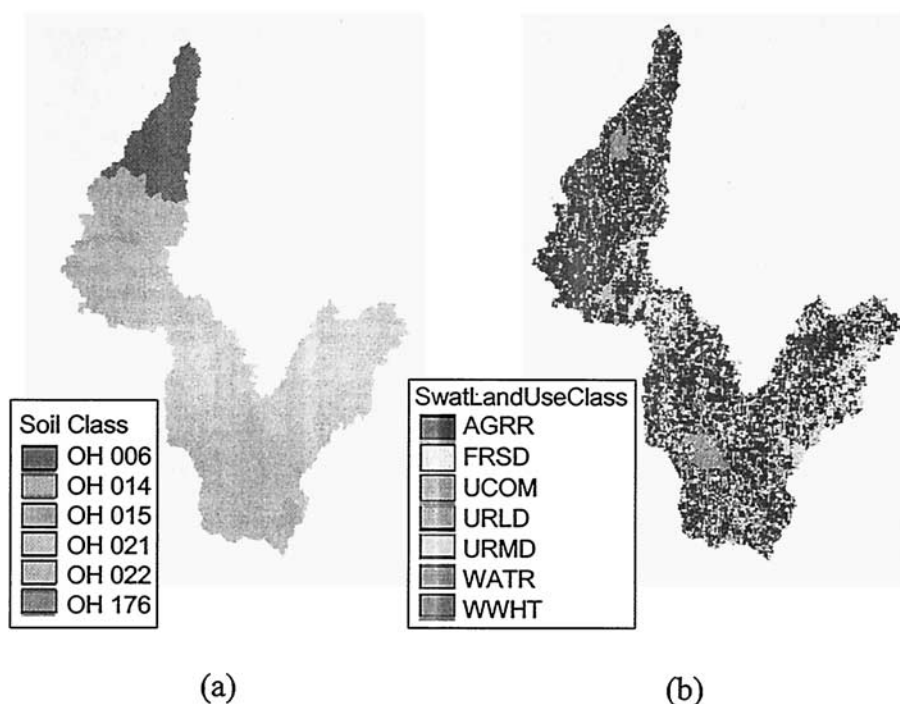 Soil Class
OH 006
OH 014
OH 015
OH 021
OH 022
OH 176
SwatLandUseClass
AGRR
FRSD
UCOM
URLD
URMD
WATR
WWHT
(a)
(b)